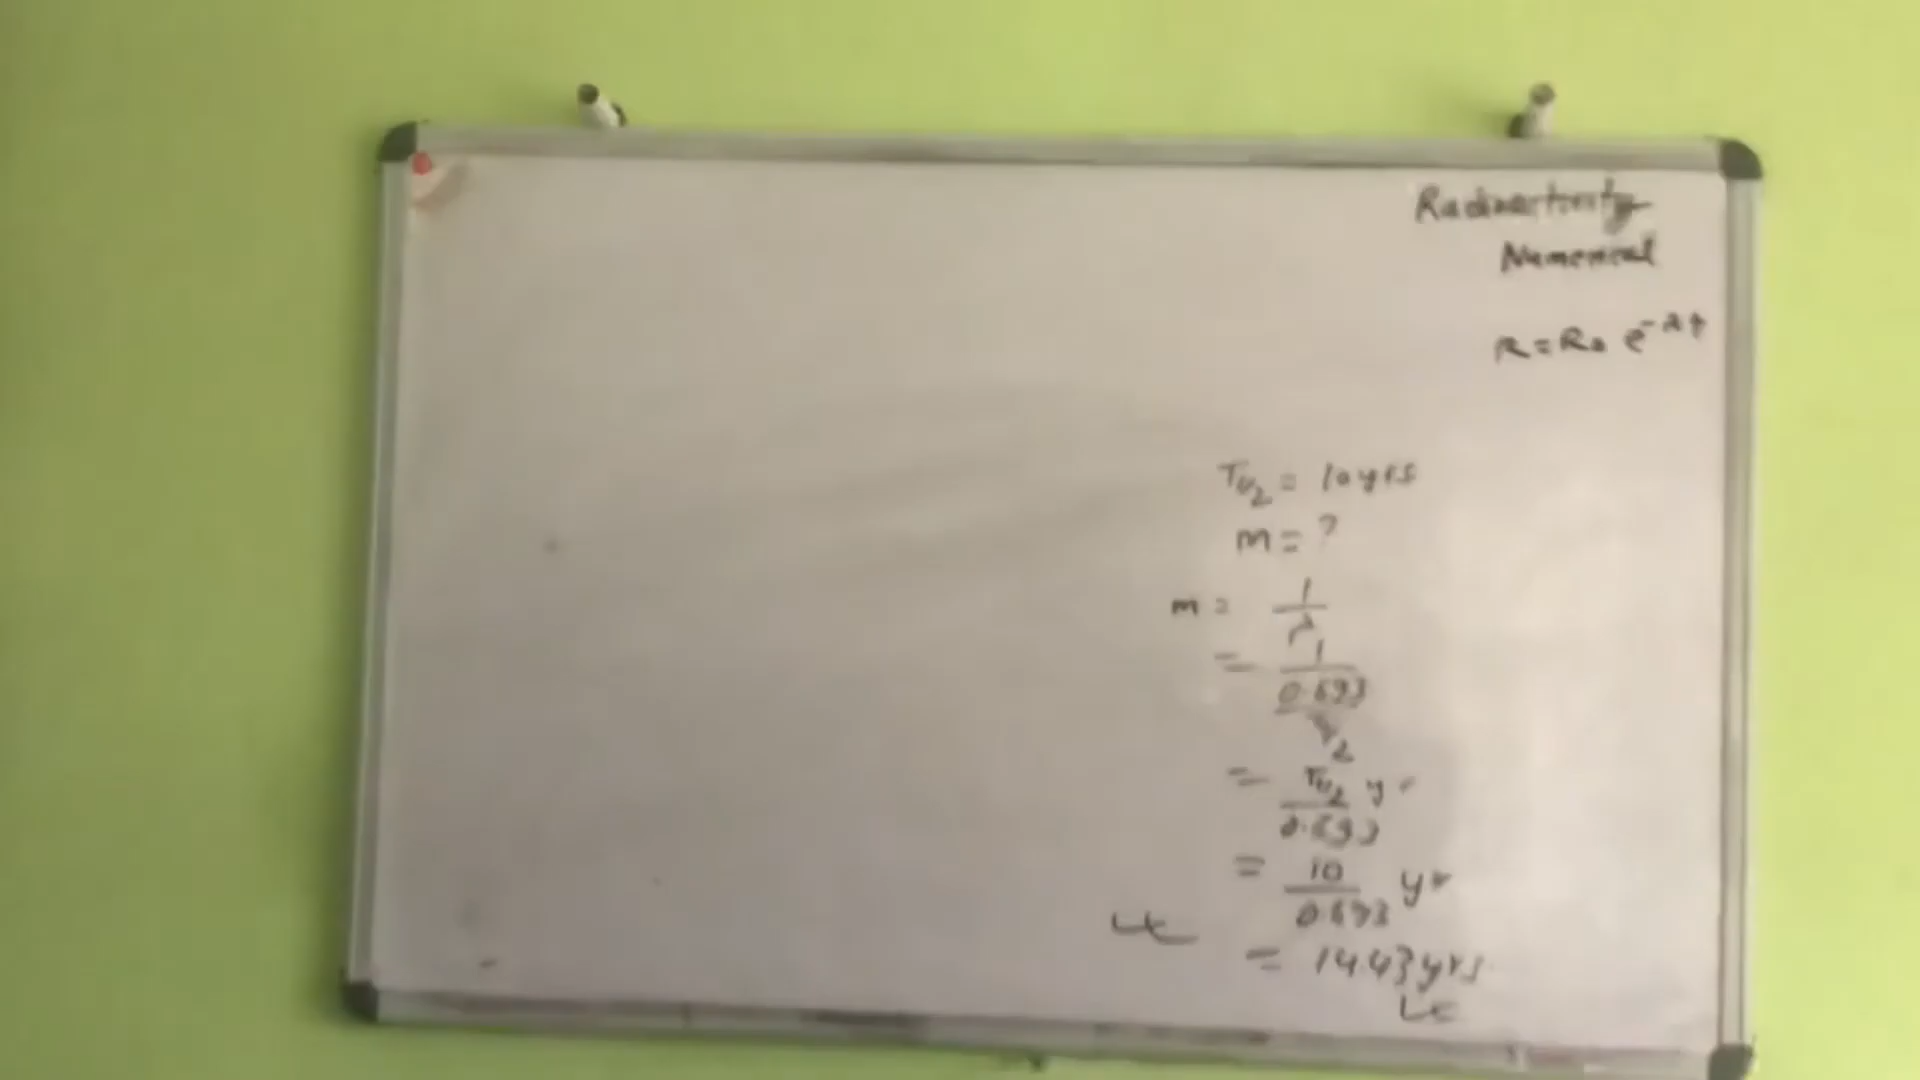 Radioactivity
Numerical
R = R₀ e^-λt
T1/2 = 10 yrs
m = ?
m = 1/λ
= 1/(0.693/T1/2)
= T1/2/0.693 yr
= 10/0.693 yr
= 14.43 yrs